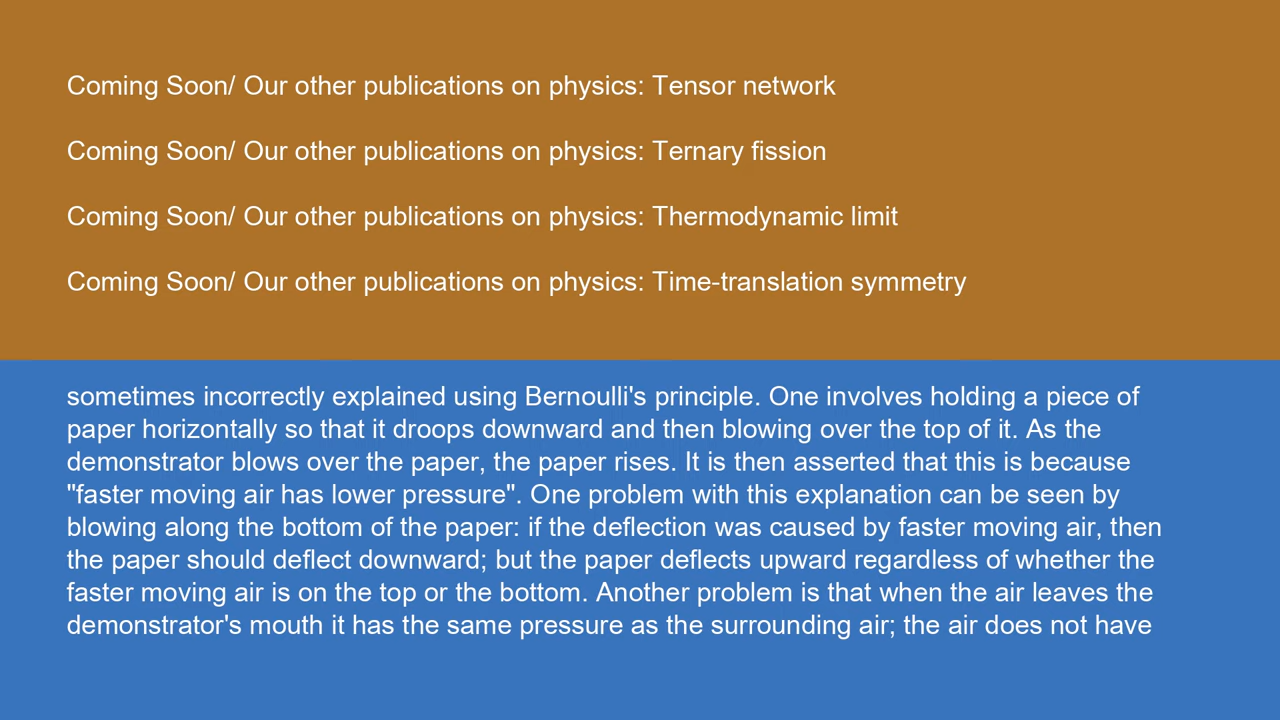 Coming Soon/ Our other publications on physics: Tensor network
Coming Soon/ Our other publications on physics: Ternary fission
Coming Soon/ Our other publications on physics: Thermodynamic limit
Coming Soon/ Our other publications on physics: Time-translation symmetry
sometimes incorrectly explained using Bernoulli's principle. One involves holding a piece of
paper horizontally so that it droops downward and then blowing over the top of it. As the
demonstrator blows over the paper, the paper rises. It is then asserted that this is because
"faster moving air has lower pressure". One problem with this explanation can be seen by
blowing along the bottom of the paper: if the deflection was caused by faster moving air, then
the paper should deflect downward; but the paper deflects upward regardless of whether the
faster moving air is on the top or the bottom. Another problem is that when the air leaves the
demonstrator's mouth it has the same pressure as the surrounding air; the air does not have